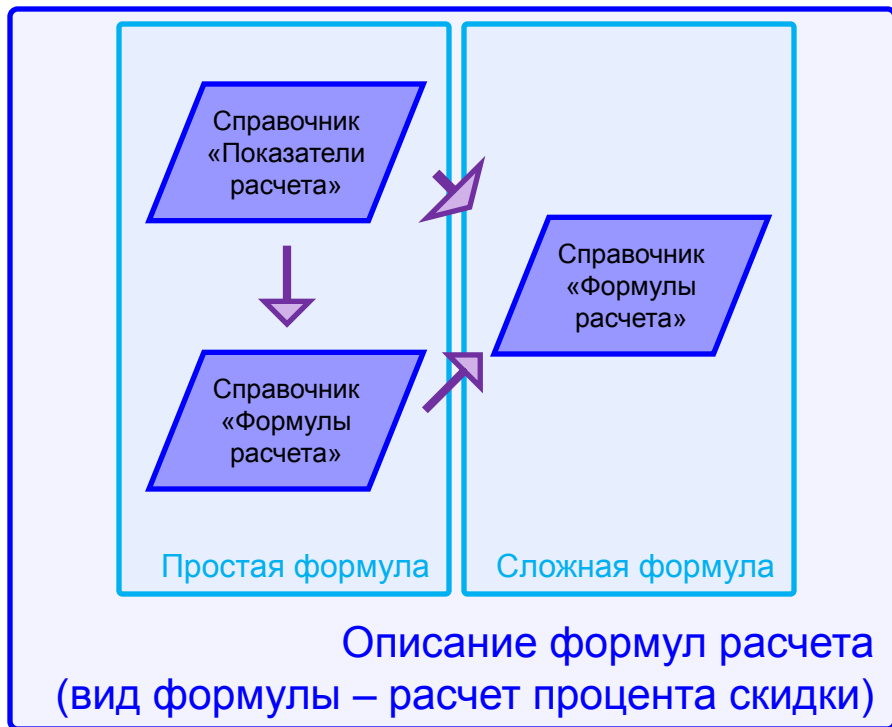 Справочник
«Показатели
расчета»
Справочник
«Формулы
расчета»
Простая формула
Справочник
«Формулы
расчета»
Сложная формула
Описание формул расчета
(вид формулы – расчет процента скидки)